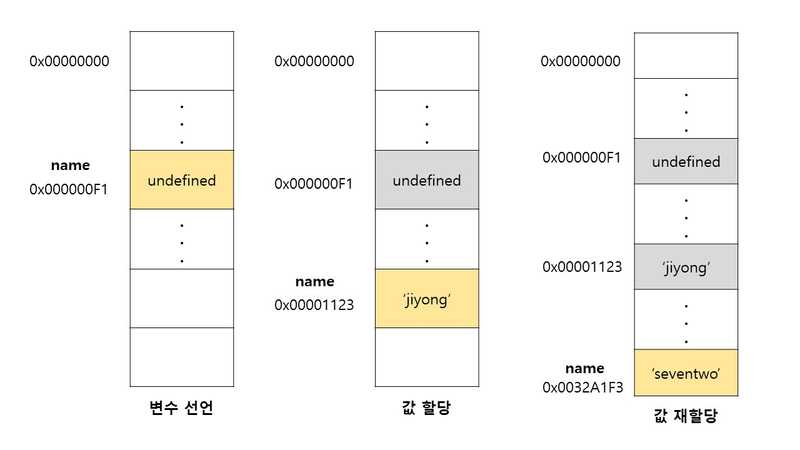 0x00000000
name
0x000000F1
undefined
변수 선언
0x00000000
0x000000F1
undefined
name
0x00001123
‘jiyong’
값 할당
0x00000000
0x000000F1
undefined
0x00001123
‘jiyong’
name
0x0032A1F3
‘seventwo’
값 재할당